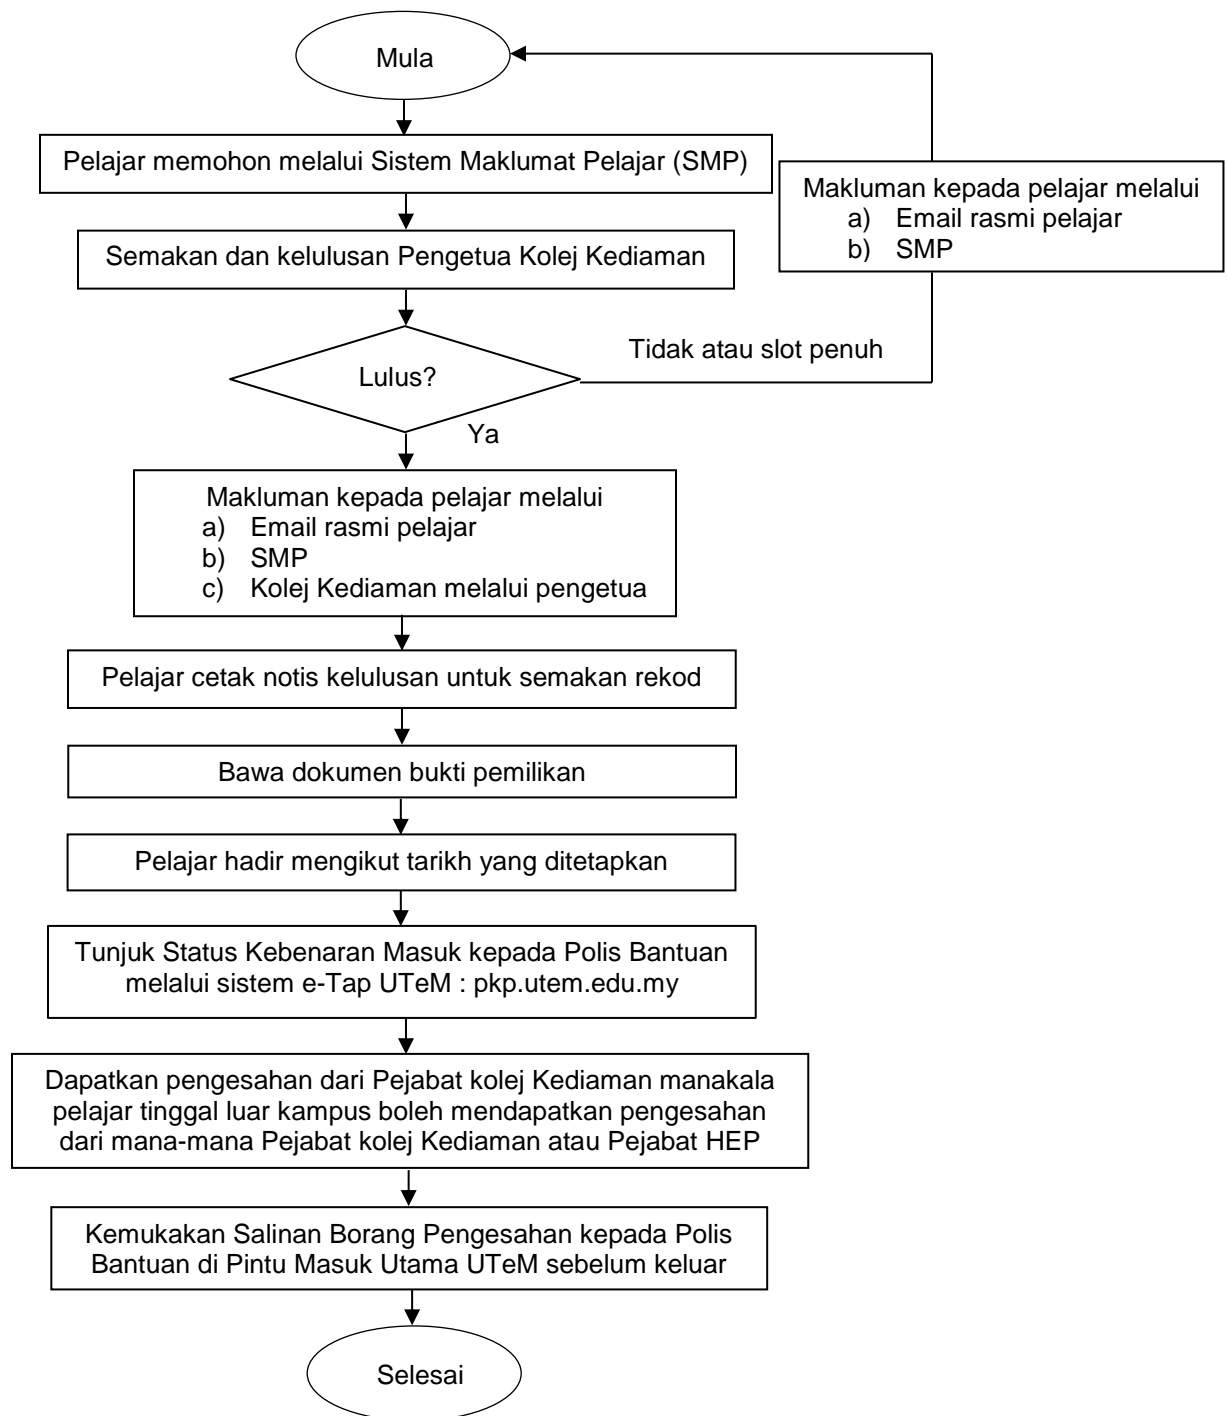 Mula
Pelajar memohon melalui Sistem Maklumat Pelajar (SMP)
Makluman kepada pelajar melalui
a) Email rasmi pelajar
b) SMP
Semakan dan kelulusan Pengetua Kolej Kediaman
Tidak atau slot penuh
Lulus?
Ya
Makluman kepada pelajar melalui
a) Email rasmi pelajar
b) SMP
c) Kolej Kediaman melalui pengetua
Pelajar cetak notis kelulusan untuk semakan rekod
Bawa dokumen bukti pemilikan
Pelajar hadir mengikut tarikh yang ditetapkan
Tunjuk Status Kebenaran Masuk kepada Polis Bantuan
melalui sistem e-Tap UTeM : pkp.utem.edu.my
Dapatkan pengesahan dari Pejabat kolej Kediaman manakala
pelajar tinggal luar kampus boleh mendapatkan pengesahan
dari mana-mana Pejabat kolej Kediaman atau Pejabat HEP
Kemukakan Salinan Borang Pengesahan kepada Polis
Bantuan di Pintu Masuk Utama UTeM sebelum keluar
Selesai